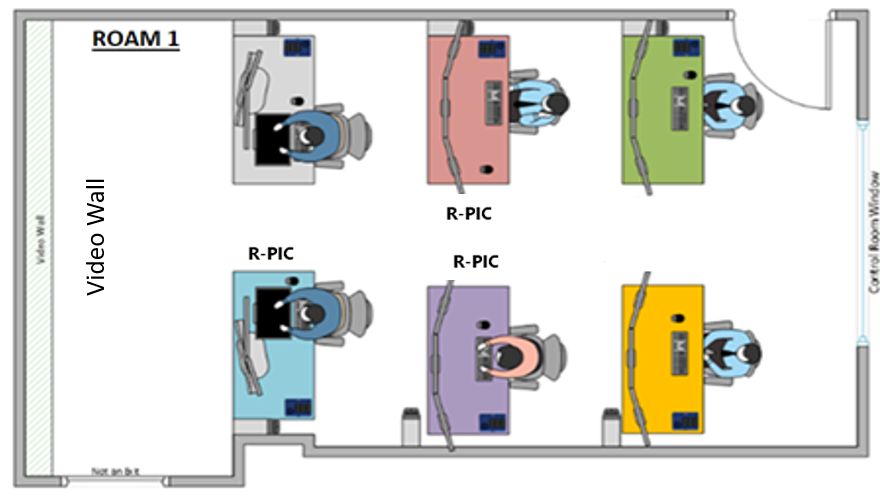 ROAM 1
Video Wall
Video Wall
R-PIC
R-PIC
R-PIC
Control Room Window
Not an Exit